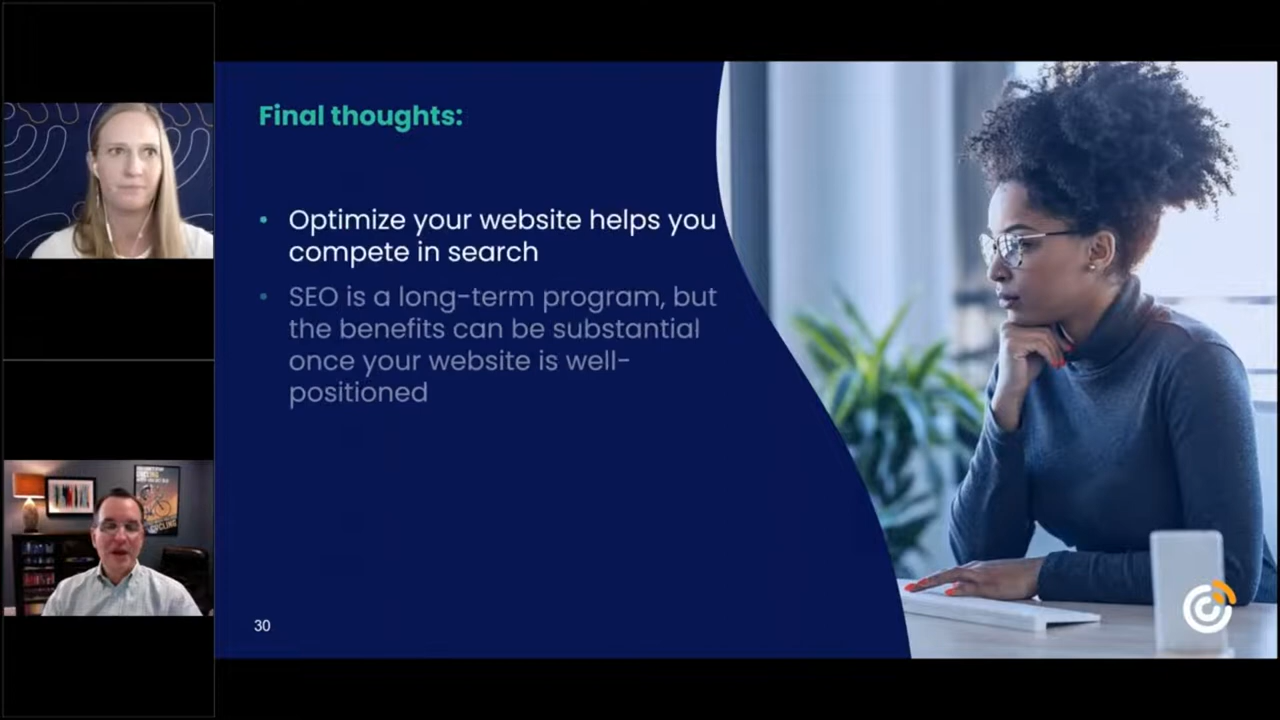 Final thoughts:
• Optimize your website helps you
compete in search
• SEO is a long-term program, but
the benefits can be substantial
once your website is well-
positioned
30
CYCLING